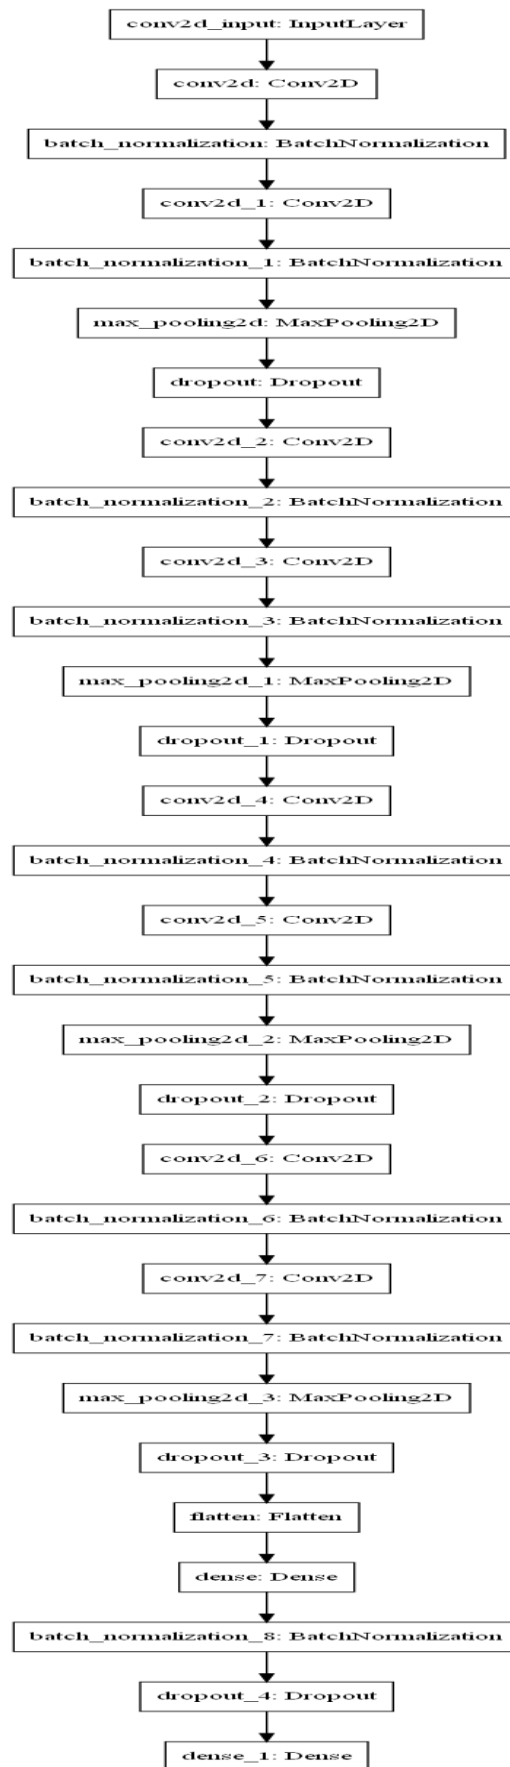 conv2d_input: InputLayer
conv2d: Conv2D
batch_normalization: BatchNormalization
conv2d_1: Conv2D
batch_normalization_1: BatchNormalization
max_pooling2d: MaxPooling2D
dropout: Dropout
conv2d_2: Conv2D
batch_normalization_2: BatchNormalization
conv2d_3: Conv2D
batch_normalization_3: BatchNormalization
max_pooling2d_1: MaxPooling2D
dropout_1: Dropout
conv2d_4: Conv2D
batch_normalization_4: BatchNormalization
conv2d_5: Conv2D
batch_normalization_5: BatchNormalization
max_pooling2d_2: MaxPooling2D
dropout_2: Dropout
conv2d_6: Conv2D
batch_normalization_6: BatchNormalization
conv2d_7: Conv2D
batch_normalization_7: BatchNormalization
max_pooling2d_3: MaxPooling2D
dropout_3: Dropout
flatten: Flatten
dense: Dense
batch_normalization_8: BatchNormalization
dropout_4: Dropout
dense_1: Dense